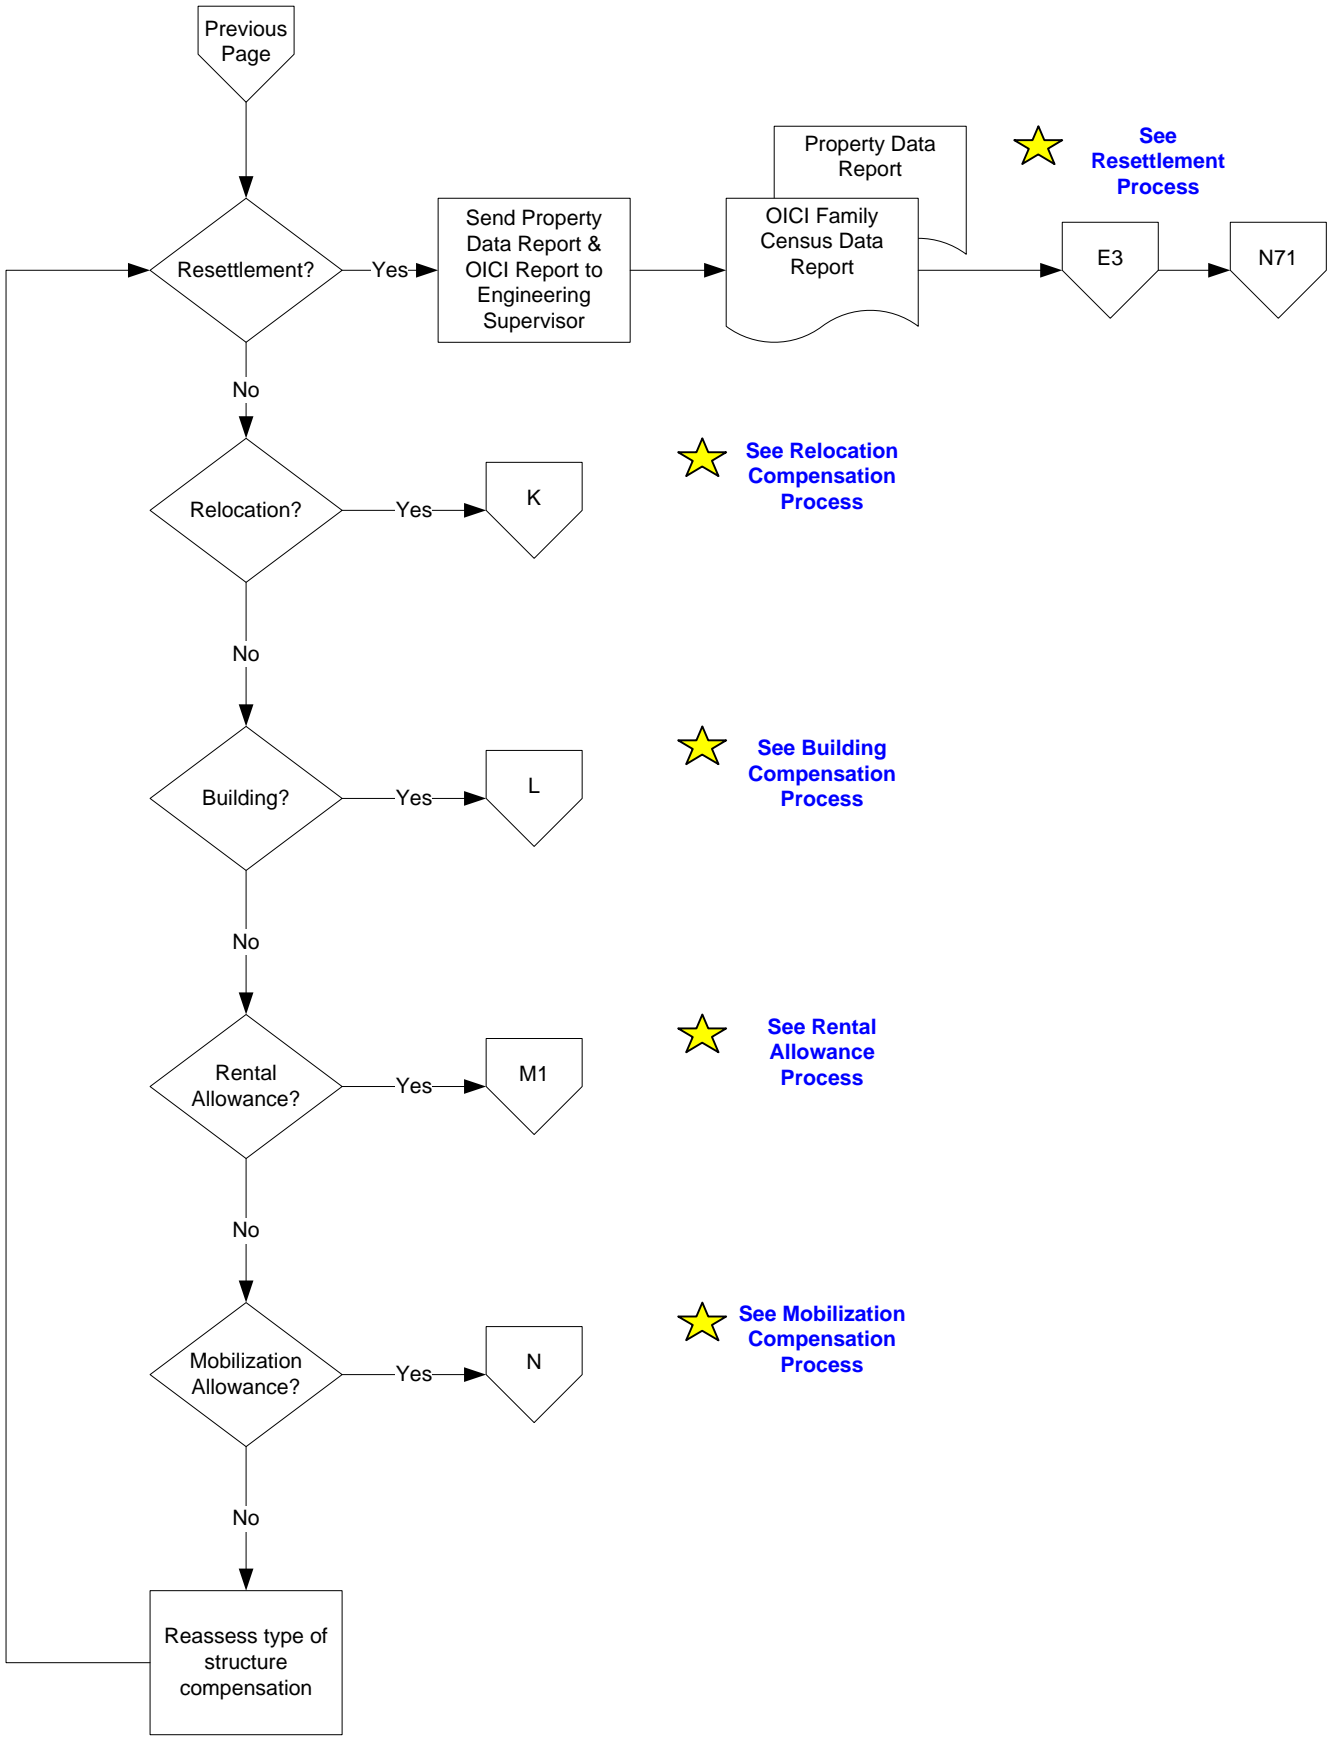 Previous
Page
Property Data
Report
See
Resettlement
Process
Resettlement?
Yes
Send Property
Data Report &
OICI Report to
Engineering
Supervisor
OICI Family
Census Data
Report
E3
N71
No
Relocation?
Yes
K
See Relocation
Compensation
Process
No
Building?
Yes
L
See Building
Compensation
Process
No
Rental
Allowance?
Yes
M1
See Rental
Allowance
Process
No
Mobilization
Allowance?
Yes
N
See Mobilization
Compensation
Process
No
Reassess type of
structure
compensation